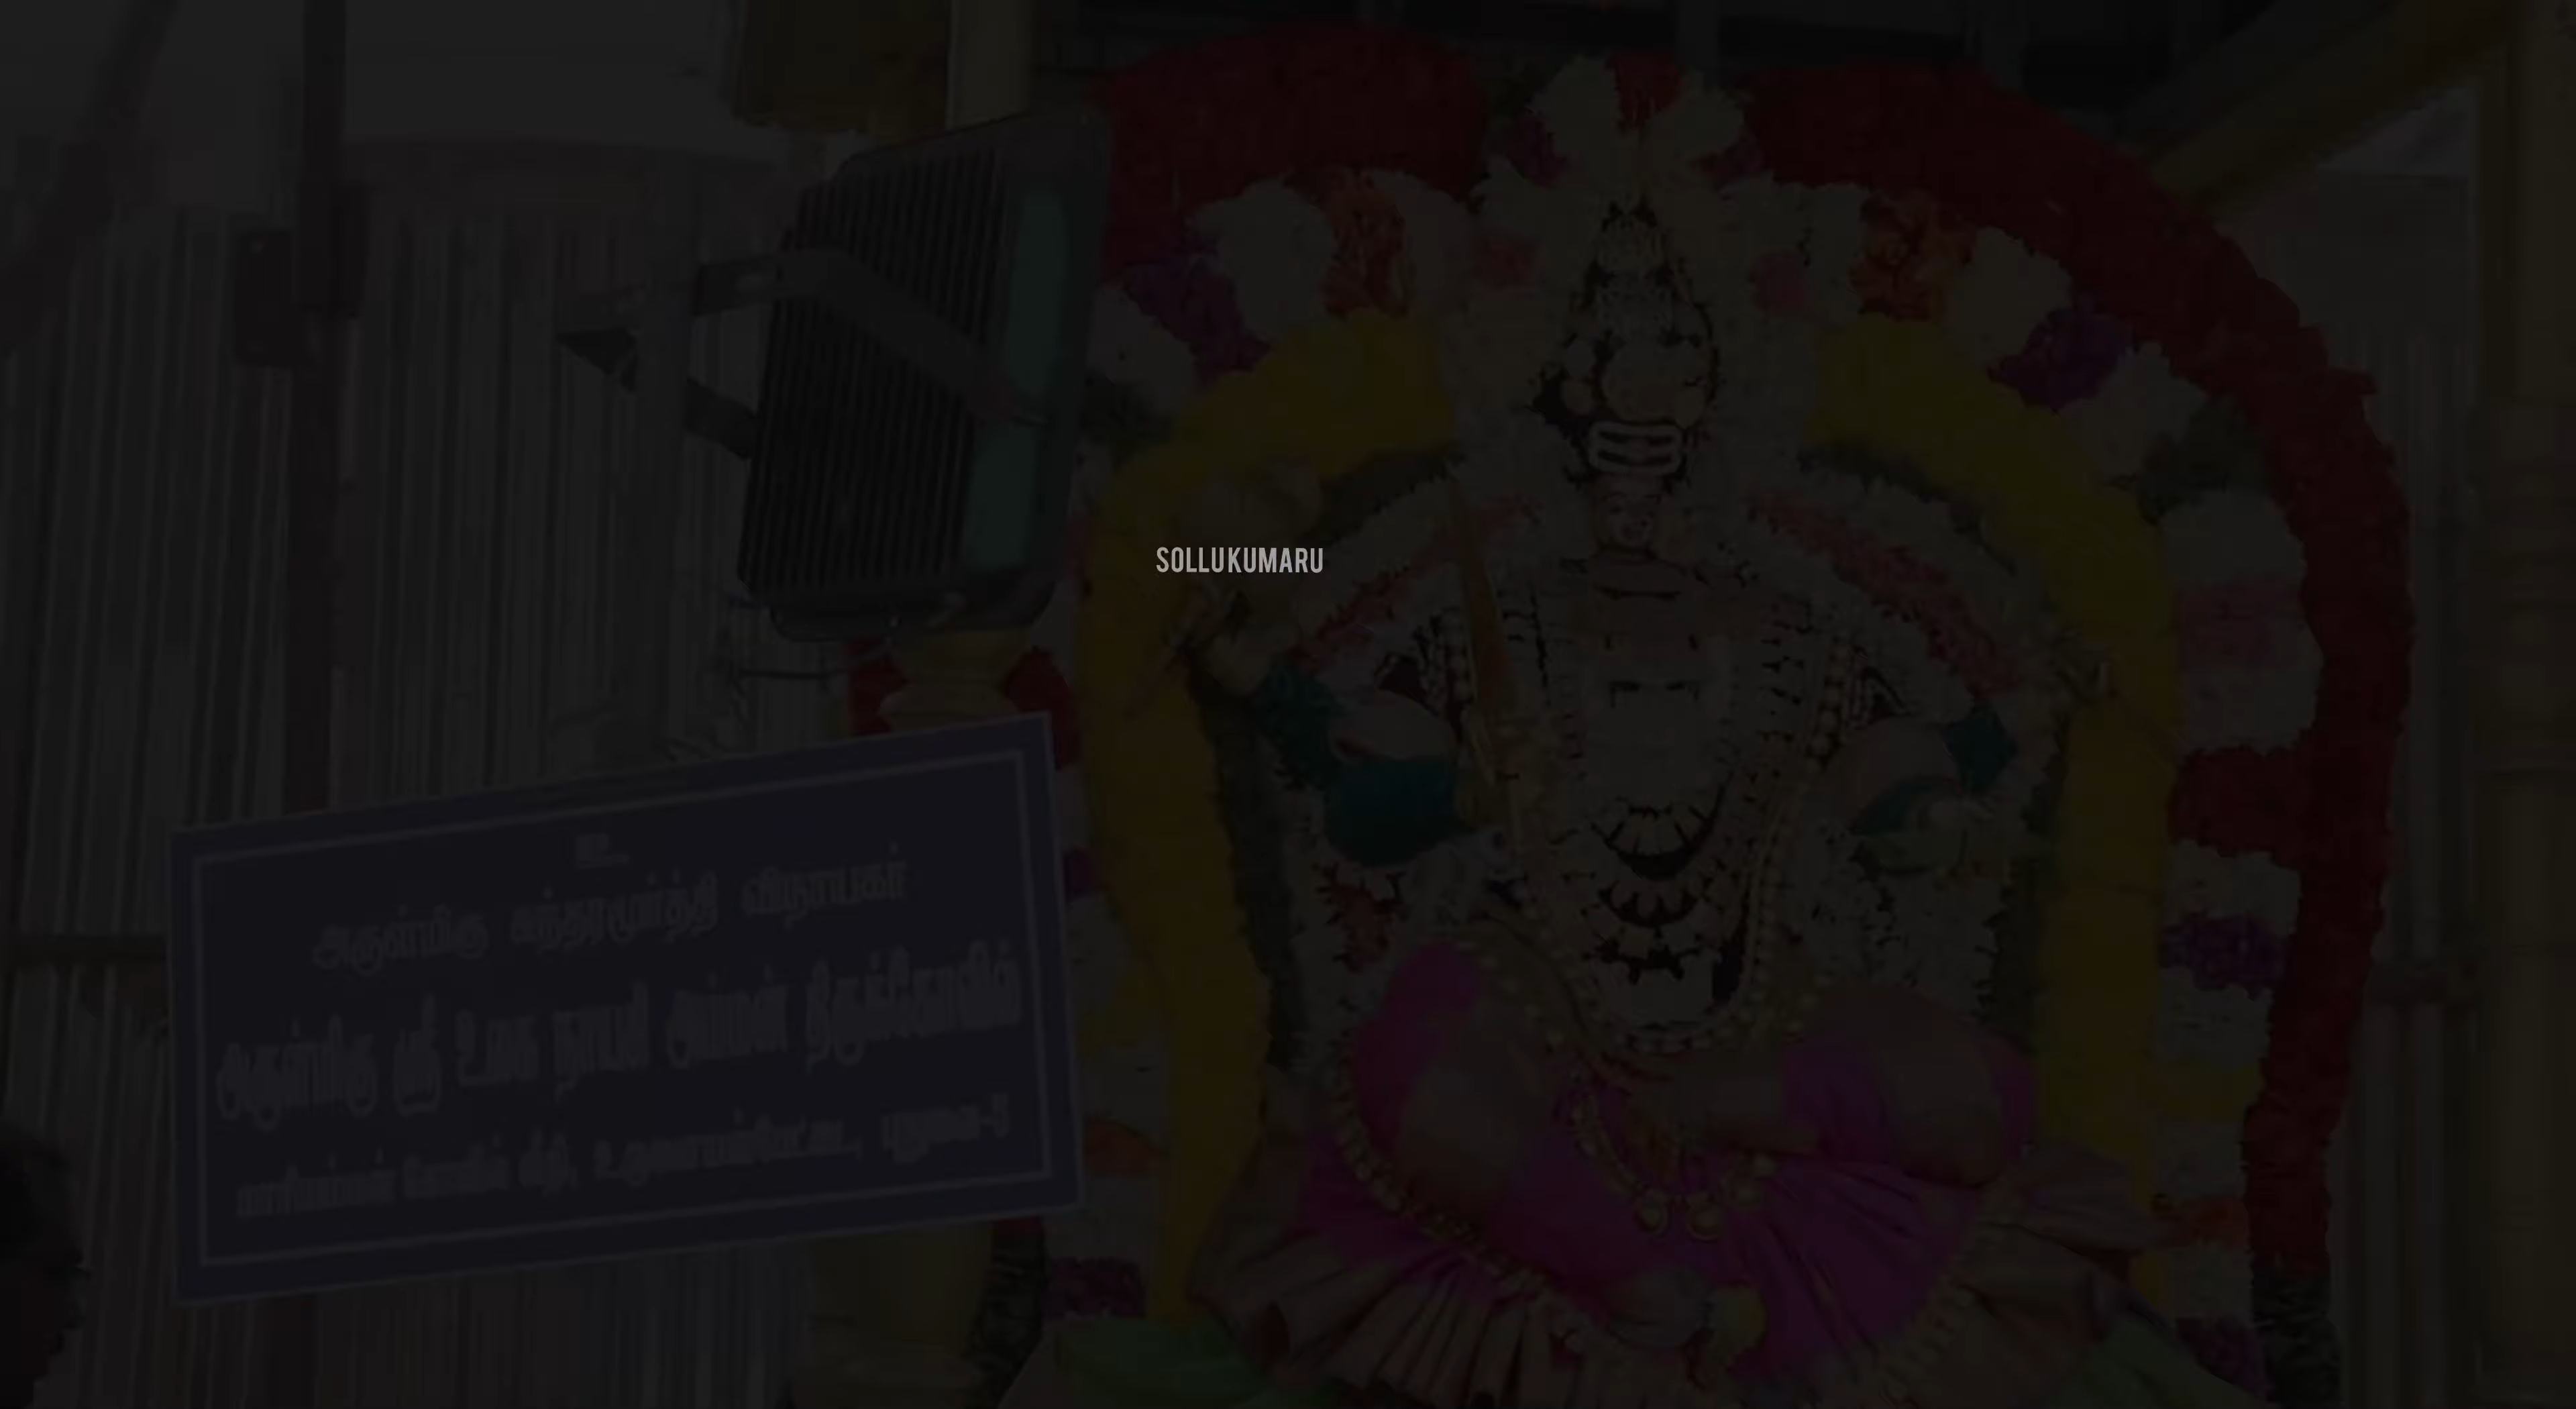 SOLLUKUMARU
அருள்மிகு சுந்தரமூர்த்தி விநாயகர்
அருள்மிகு ஸ்ரீ உலக நாயகி அம்மன் திருக்கோயில்
மாரியம்மன் கோவில் வீதி, உருளையன்பேட்டை, புதுவை-5